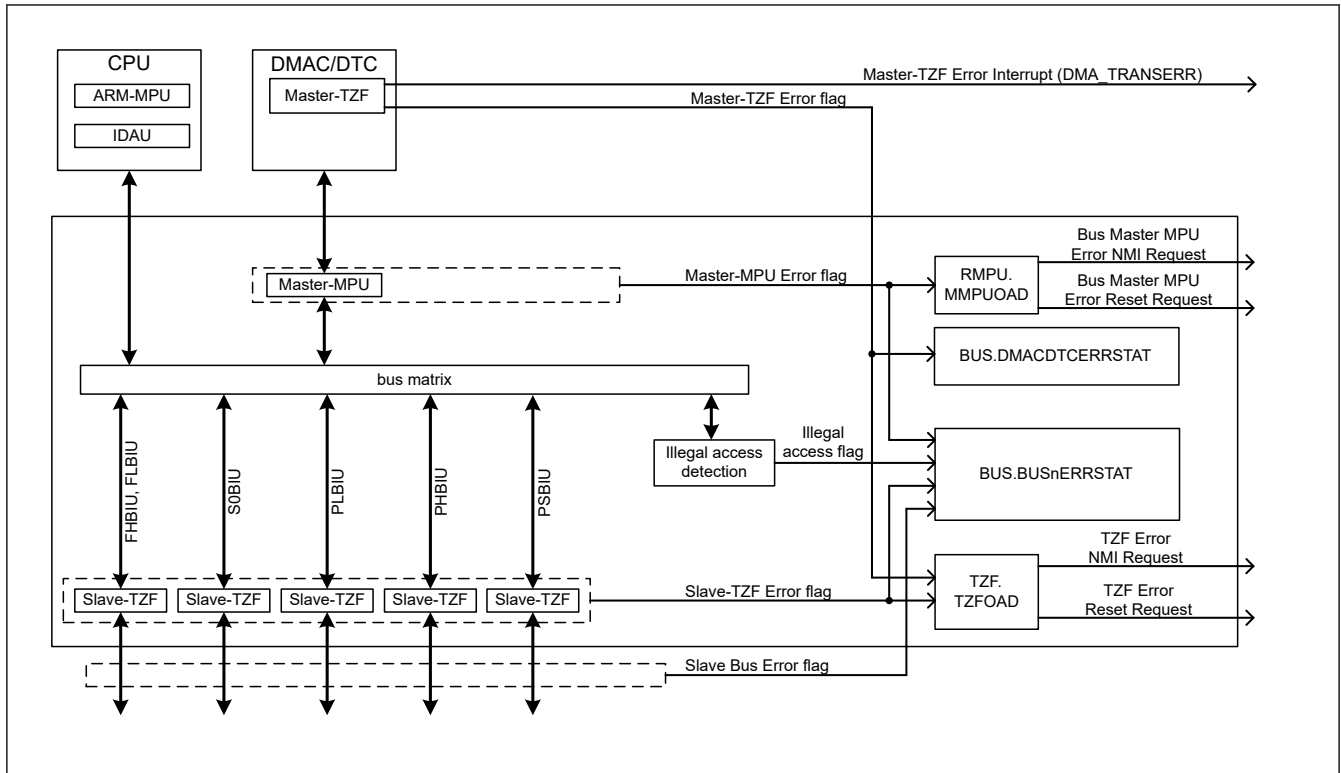 CPU
DMAC/DTC
ARM-MPU
IDAU
Master-TZF
Master-TZF Error Interrupt (DMA_TRANSERR)
Master-TZF Error flag
Master-MPU
Master-MPU Error flag
RMPU.
MMPUOAD
Bus Master MPU
Error NMI Request
Bus Master MPU
Error Reset Request
BUS.DMACDTCERRSTAT
bus matrix
FHBIU, FLBIU
S0BIU
PLBIU
PHBIU
PSBIU
Illegal access
detection
Illegal
access flag
BUS.BUSnERRSTAT
Slave-TZF
Slave-TZF
Slave-TZF
Slave-TZF
Slave-TZF
Slave-TZF Error flag
TZF.
TZFOAD
TZF Error
NMI Request
TZF Error
Reset Request
Slave Bus Error flag